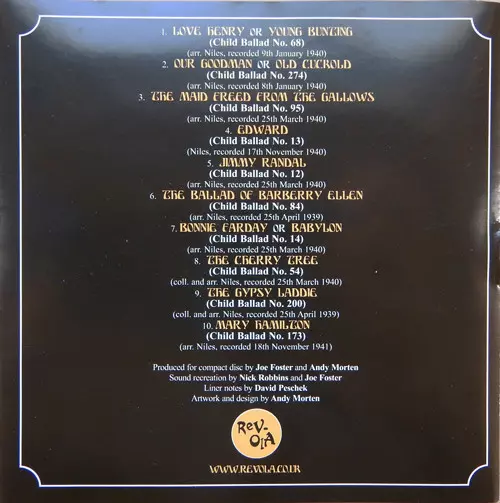 1. LOVE HENRY OR YOUNG BUNTING
(Child Ballad No. 68)
(arr. Niles, recorded 9th January 1940)
2. OUR GOODMAN OR OLD CUCKOLD
(Child Ballad No. 274)
(arr. Niles, recorded 8th January 1940)
3. THE MAID FREED FROM THE GALLOWS
(Child Ballad No. 95)
(arr. Niles, recorded 25th March 1940)
4. EDWARD
(Child Ballad No. 13)
(Niles, recorded 17th November 1940)
5. JIMMY RANDAL
(Child Ballad No. 12)
(arr. Niles, recorded 25th March 1940)
6. THE BALLAD OF BARBERRY ELLEN
(Child Ballad No. 84)
(arr. Niles, recorded 25th April 1939)
7. BONNIE FARDAY OR BABYLON
(Child Ballad No. 14)
(arr. Niles, recorded 25th March 1940)
8. THE CHERRY TREE
(Child Ballad No. 54)
(coll. and arr. Niles, recorded 25th March 1940)
9. THE GYPSY LADDIE
(Child Ballad No. 200)
(coll. and arr. Niles, recorded 25th April 1939)
10. MARY HAMILTON
(Child Ballad No. 173)
(arr. Niles, recorded 18th November 1941)
Produced for compact disc by Joe Foster and Andy Morten
Sound recreation by Nick Robbins and Joe Foster
Liner notes by David Peschek
Artwork and design by Andy Morten
REV-
OLA
WWW.REVOLA.CO.UK